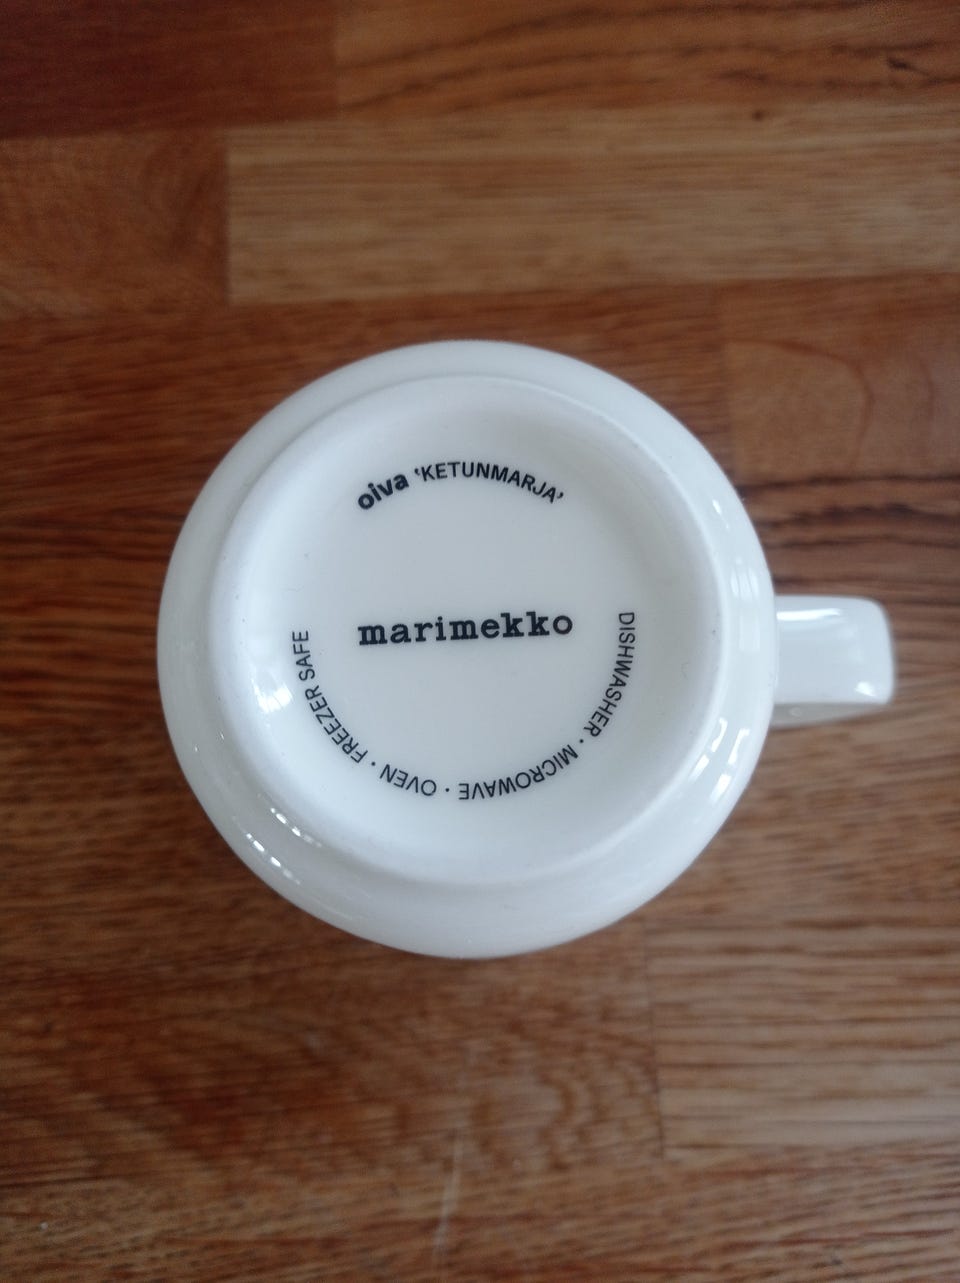 oiva 'KETUNMARJA'
marimekko
DISHWASHER · MICROWAVE · OVEN · FREEZER SAFE